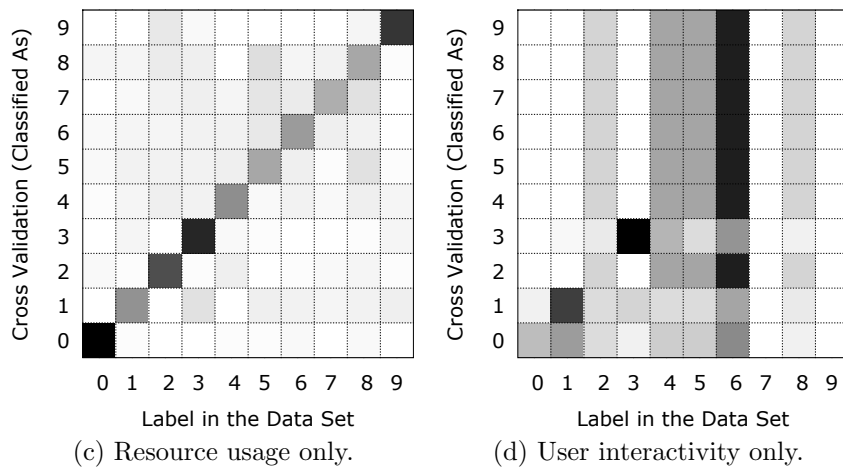 Cross Validation (Classified As)
9
8
7
6
5
4
3
2
1
0
0 1 2 3 4 5 6 7 8 9
Label in the Data Set
(c) Resource usage only.
Cross Validation (Classified As)
9
8
7
6
5
4
3
2
1
0
0 1 2 3 4 5 6 7 8 9
Label in the Data Set
(d) User interactivity only.